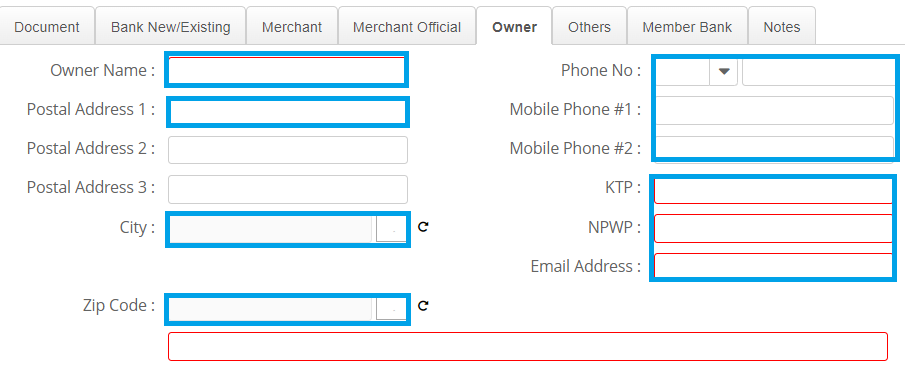 Document Bank New/Existing Merchant Merchant Official Owner Others Member Bank Notes
Owner Name :
Postal Address 1 :
Postal Address 2 :
Postal Address 3 :
City :
Zip Code :
Phone No :
Mobile Phone #1 :
Mobile Phone #2 :
KTP :
NPWP :
Email Address :